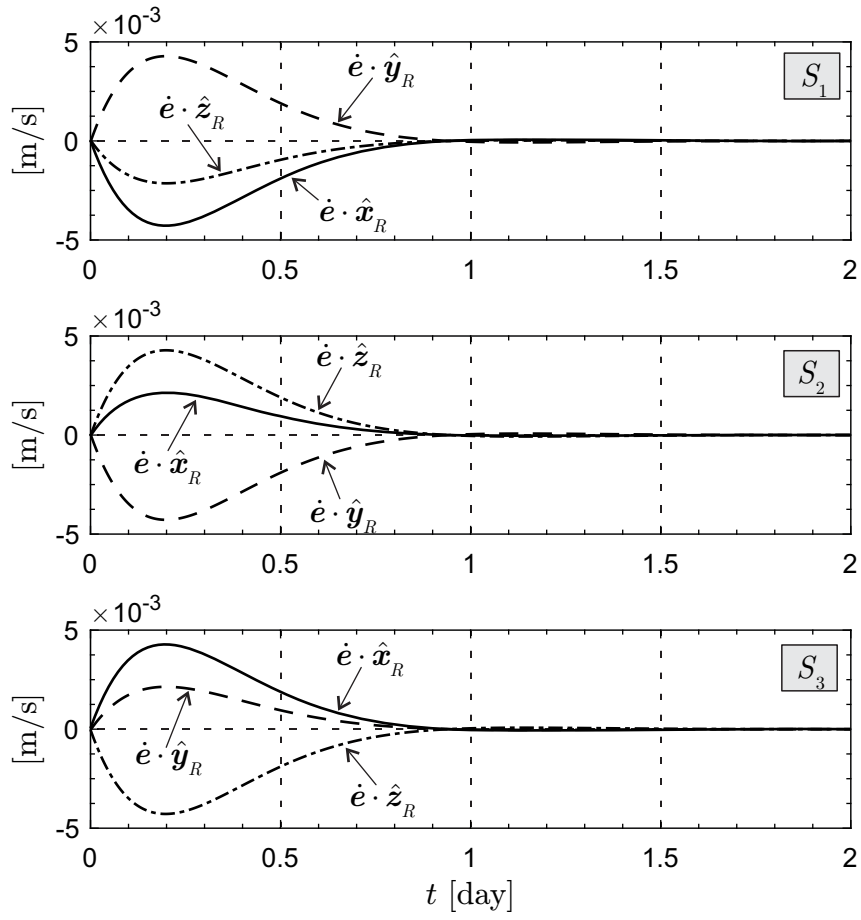 ×10⁻³
5
0
-5
[m/s]
ė · ŷ_R
ė · ẑ_R
ė · x̂_R
S₁
0 0.5 1 1.5 2
×10⁻³
5
0
-5
[m/s]
ė · ẑ_R
ė · x̂_R
ė · ŷ_R
S₂
0 0.5 1 1.5 2
×10⁻³
5
0
-5
[m/s]
ė · x̂_R
ė · ŷ_R
ė · ẑ_R
S₃
0 0.5 1 1.5 2
t [day]